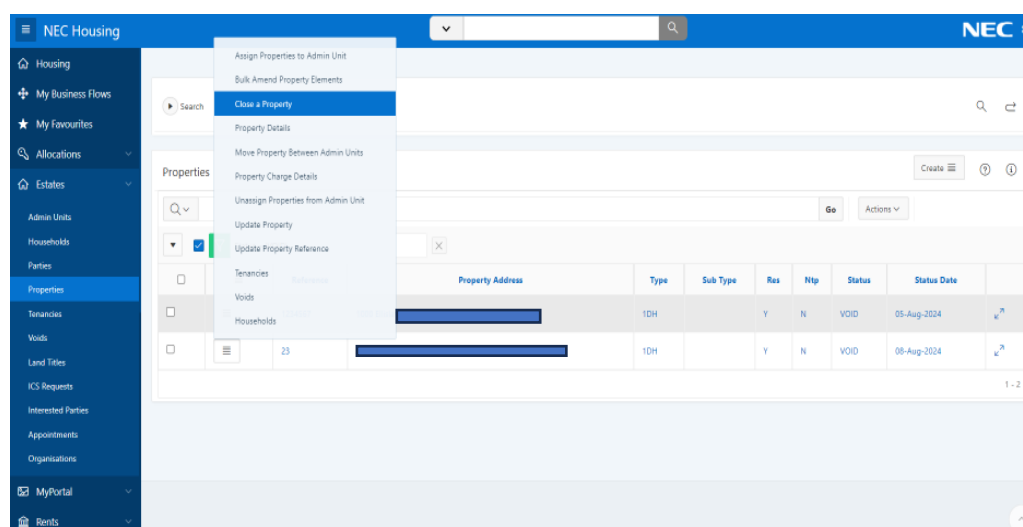 NEC Housing
NEC
Housing
My Business Flows
My Favourites
Allocations
Estates
Admin Units
Households
Parties
Properties
Tenancies
Voids
Land Titles
ICS Requests
Interested Parties
Appointments
Organisations
MyPortal
Rents
Assign Properties to Admin Unit
Bulk Amend Property Elements
Close a Property
Property Details
Move Property Between Admin Units
Property Charge Details
Unassign Properties from Admin Unit
Update Property
Update Property Reference
Tenancies
Voids
Households
Search
Properties
Create
Go Actions
Property Address Type Sub Type Res Ntp Status Status Date
1DH Y N VOID 05-Aug-2024
23 1DH Y N VOID 08-Aug-2024
1 - 2